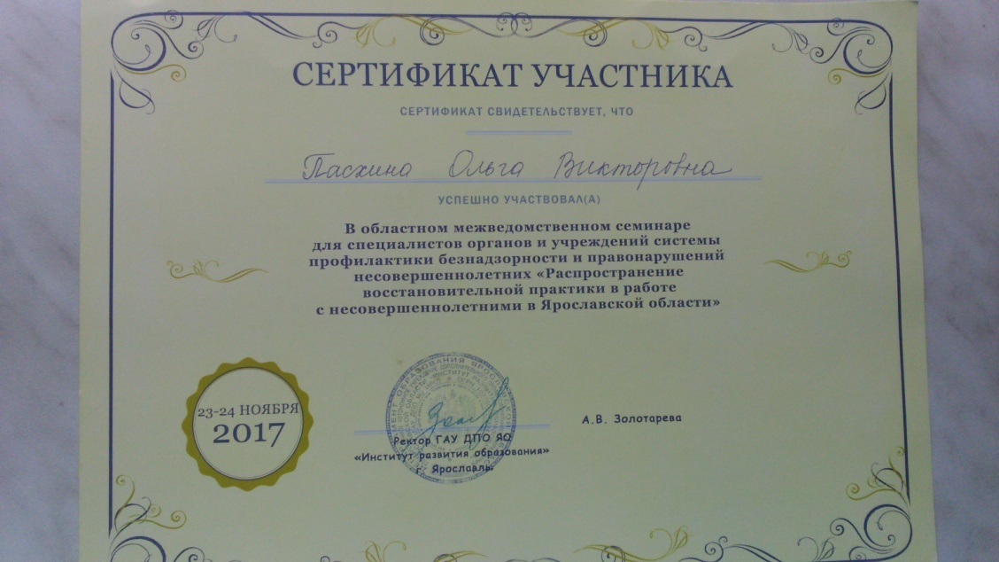 СЕРТИФИКАТ УЧАСТНИКА
СЕРТИФИКАТ СВИДЕТЕЛЬСТВУЕТ, ЧТО
Пасхина Ольга Викторовна
УСПЕШНО УЧАСТВОВАЛ(А)
В областном межведомственном семинаре
для специалистов органов и учреждений системы
профилактики безнадзорности и правонарушений
несовершеннолетних «Распространение
восстановительной практики в работе
с несовершеннолетними в Ярославской области»
23-24 НОЯБРЯ
2017
А.В. Золотарева
Ректор ГАУ ДПО ЯО
«Институт развития образования»
г. Ярославль